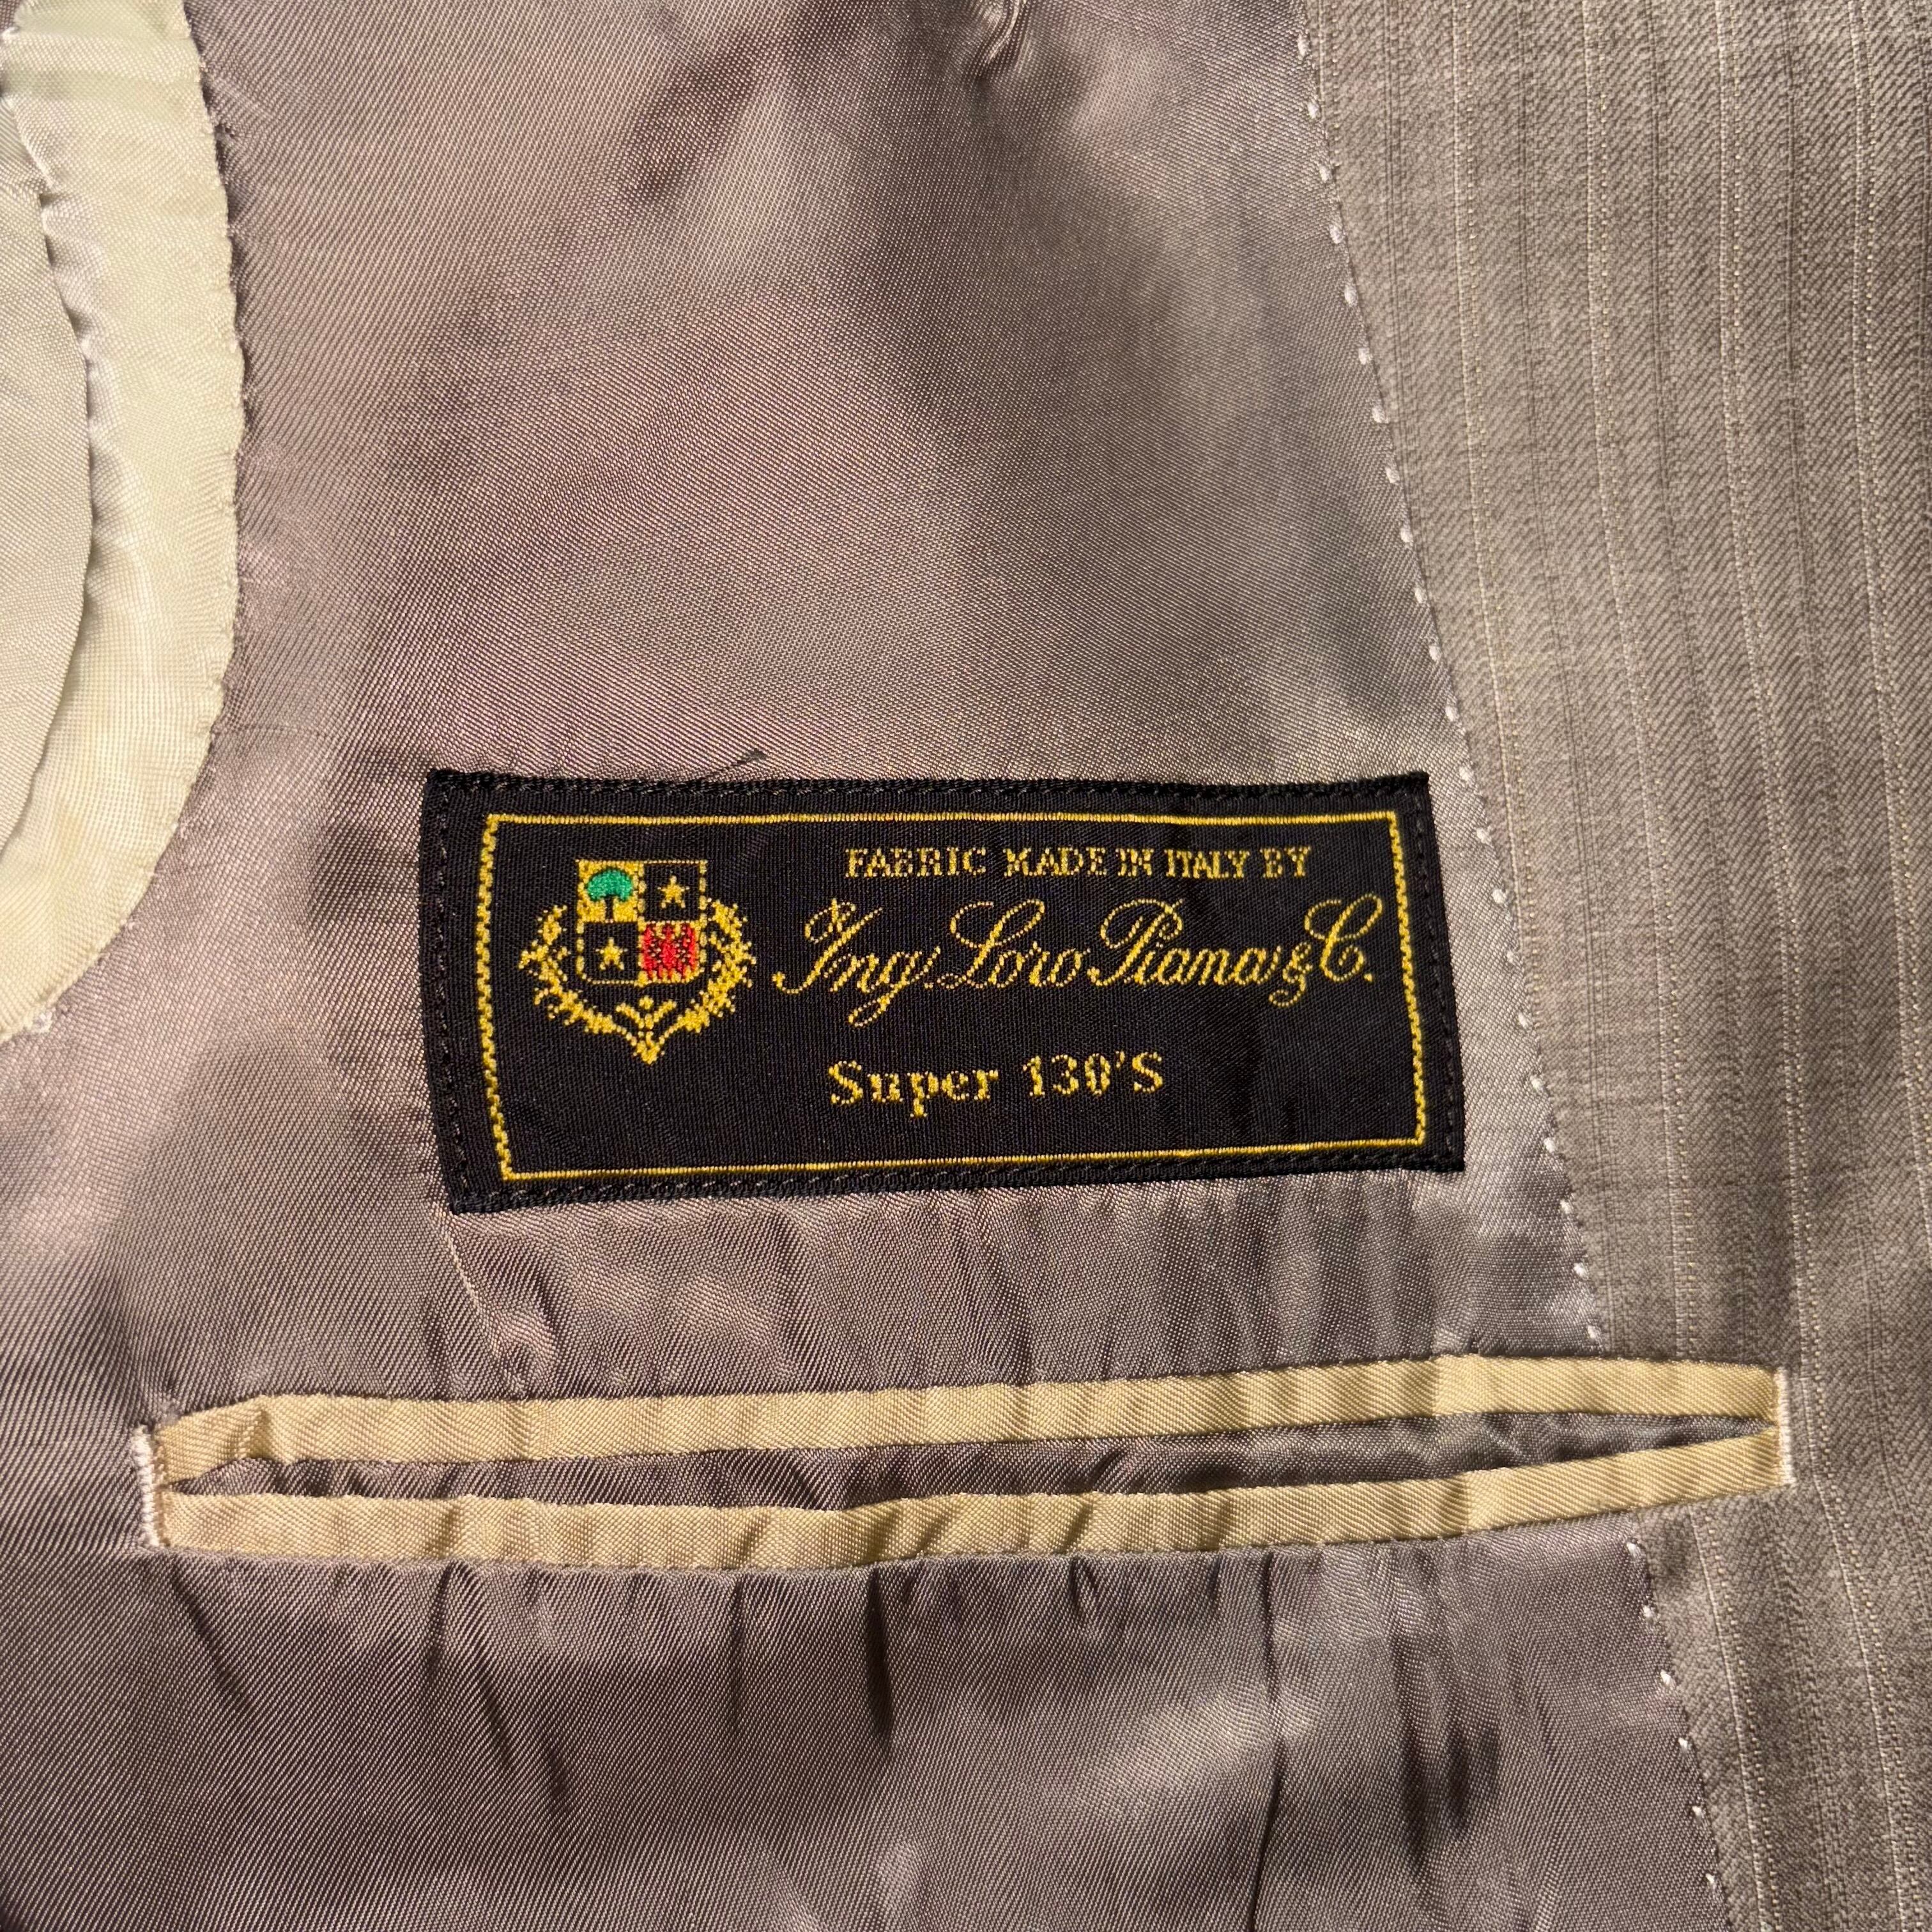 FABRIC MADE IN ITALY BY
Ing. Loro Piana & C.
Super 130'S